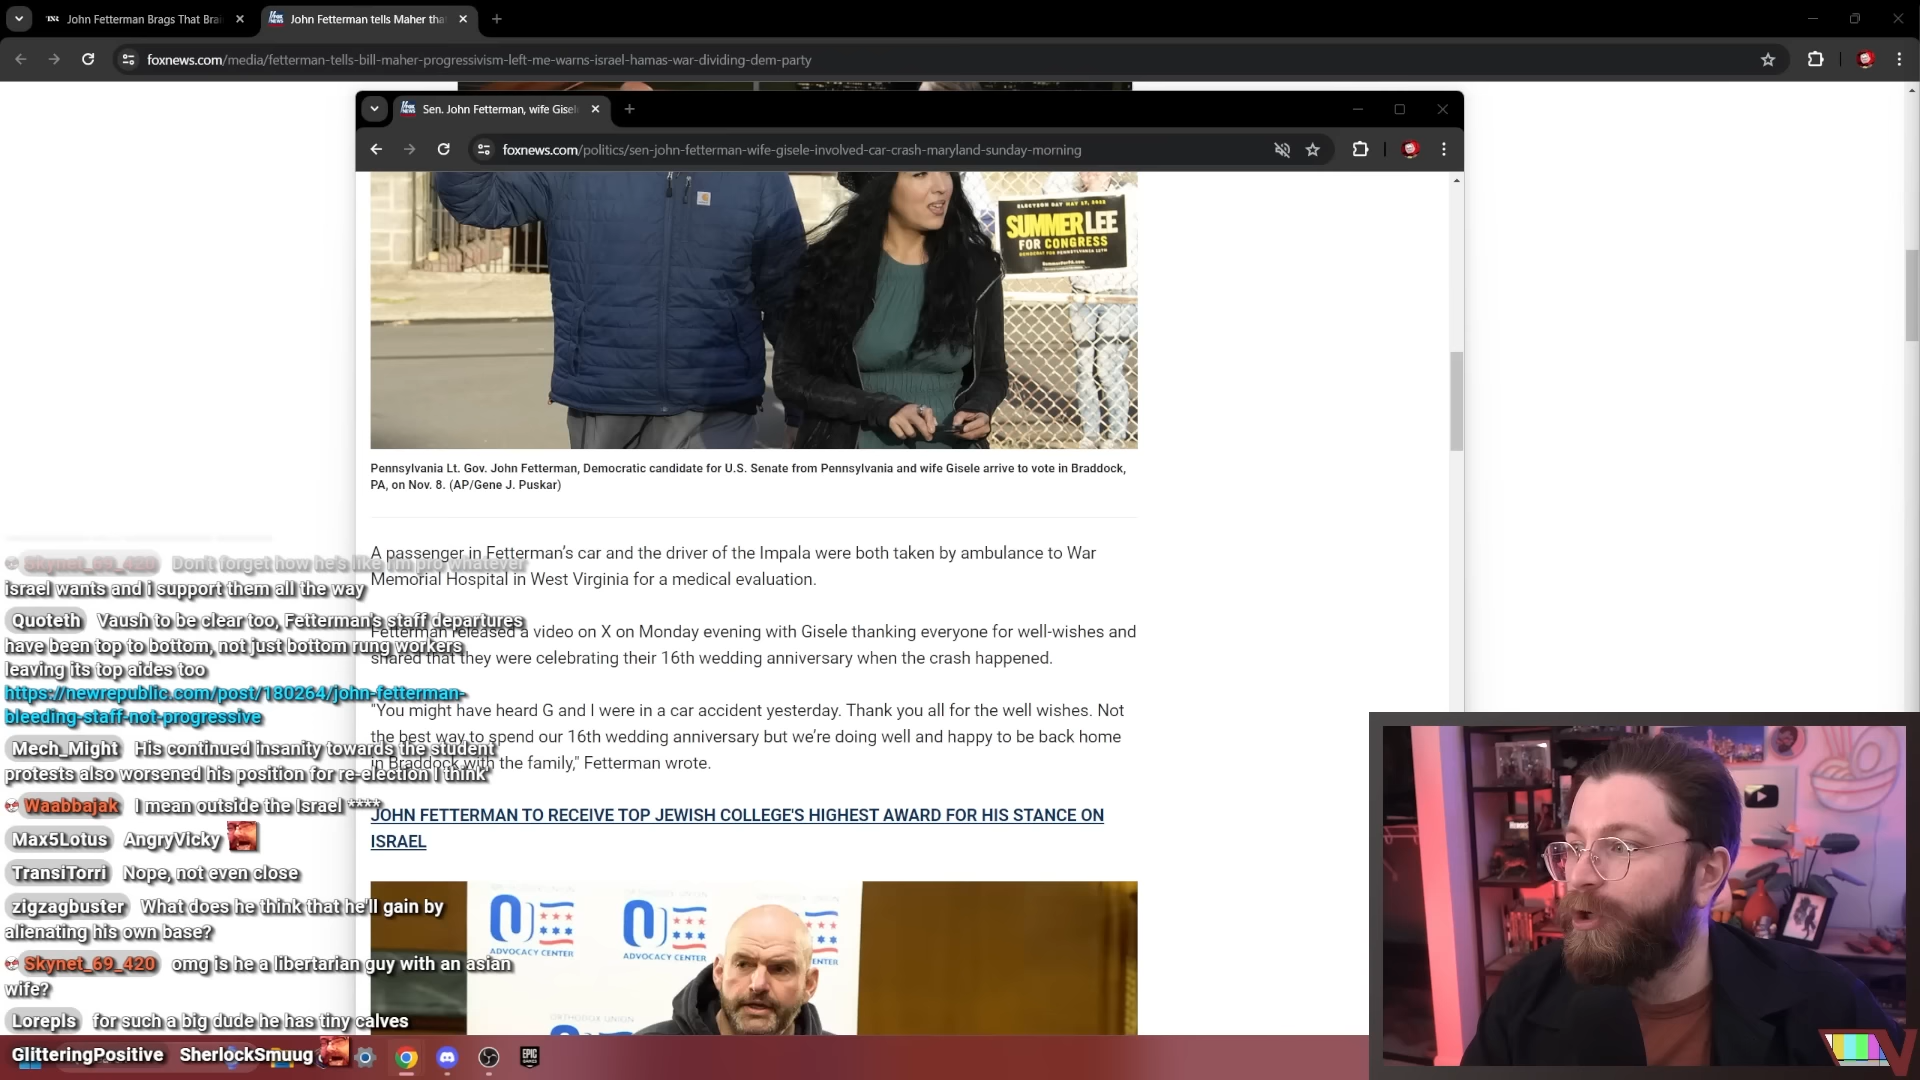 John Fetterman Brags That Brai
John Fetterman tells Maher tha
foxnews.com/media/fetterman-tells-bill-maher-progressivism-left-me-warns-israel-hamas-war-dividing-dem-party
Sen. John Fetterman, wife Gisel
foxnews.com/politics/sen-john-fetterman-wife-gisele-involved-car-crash-maryland-sunday-morning
ELECTION DAY MAY 17, 2022
SUMMER LEE
FOR CONGRESS
Pennsylvania Lt. Gov. John Fetterman, Democratic candidate for U.S. Senate from Pennsylvania and wife Gisele arrive to vote in Braddock,
PA, on Nov. 8. (AP/Gene J. Puskar)
A passenger in Fetterman's car and the driver of the Impala were both taken by ambulance to War
Memorial Hospital in West Virginia for a medical evaluation.
Fetterman released a video on X on Monday evening with Gisele thanking everyone for well-wishes and
shared that they were celebrating their 16th wedding anniversary when the crash happened.
"You might have heard G and I were in a car accident yesterday. Thank you all for the well wishes. Not
the best way to spend our 16th wedding anniversary but we're doing well and happy to be back home
in Braddock with the family," Fetterman wrote.
JOHN FETTERMAN TO RECEIVE TOP JEWISH COLLEGE'S HIGHEST AWARD FOR HIS STANCE ON
ISRAEL
ADVOCACY CENTER
ADVOCACY CENTER
Skynet_69_420 Don't forget how he's like I'm pro whatever
israel wants and i support them all the way
Quoteth Vaush to be clear too, Fetterman's staff departures
have been top to bottom, not just bottom rung workers
leaving its top aides too
https://newrepublic.com/post/180264/john-fetterman-
bleeding-staff-not-progressive
Mech_Might His continued insanity towards the student
protests also worsened his position for re-election I think
Waabbajak I mean outside the Israel ****
Max5Lotus AngryVicky
TransiTorri Nope, not even close
zigzagbuster What does he think that he'll gain by
alienating his own base?
Skynet_69_420 omg is he a libertarian guy with an asian
wife?
Lorepls for such a big dude he has tiny calves
GlitteringPositive SherlockSmuug
EPIC
GAMES